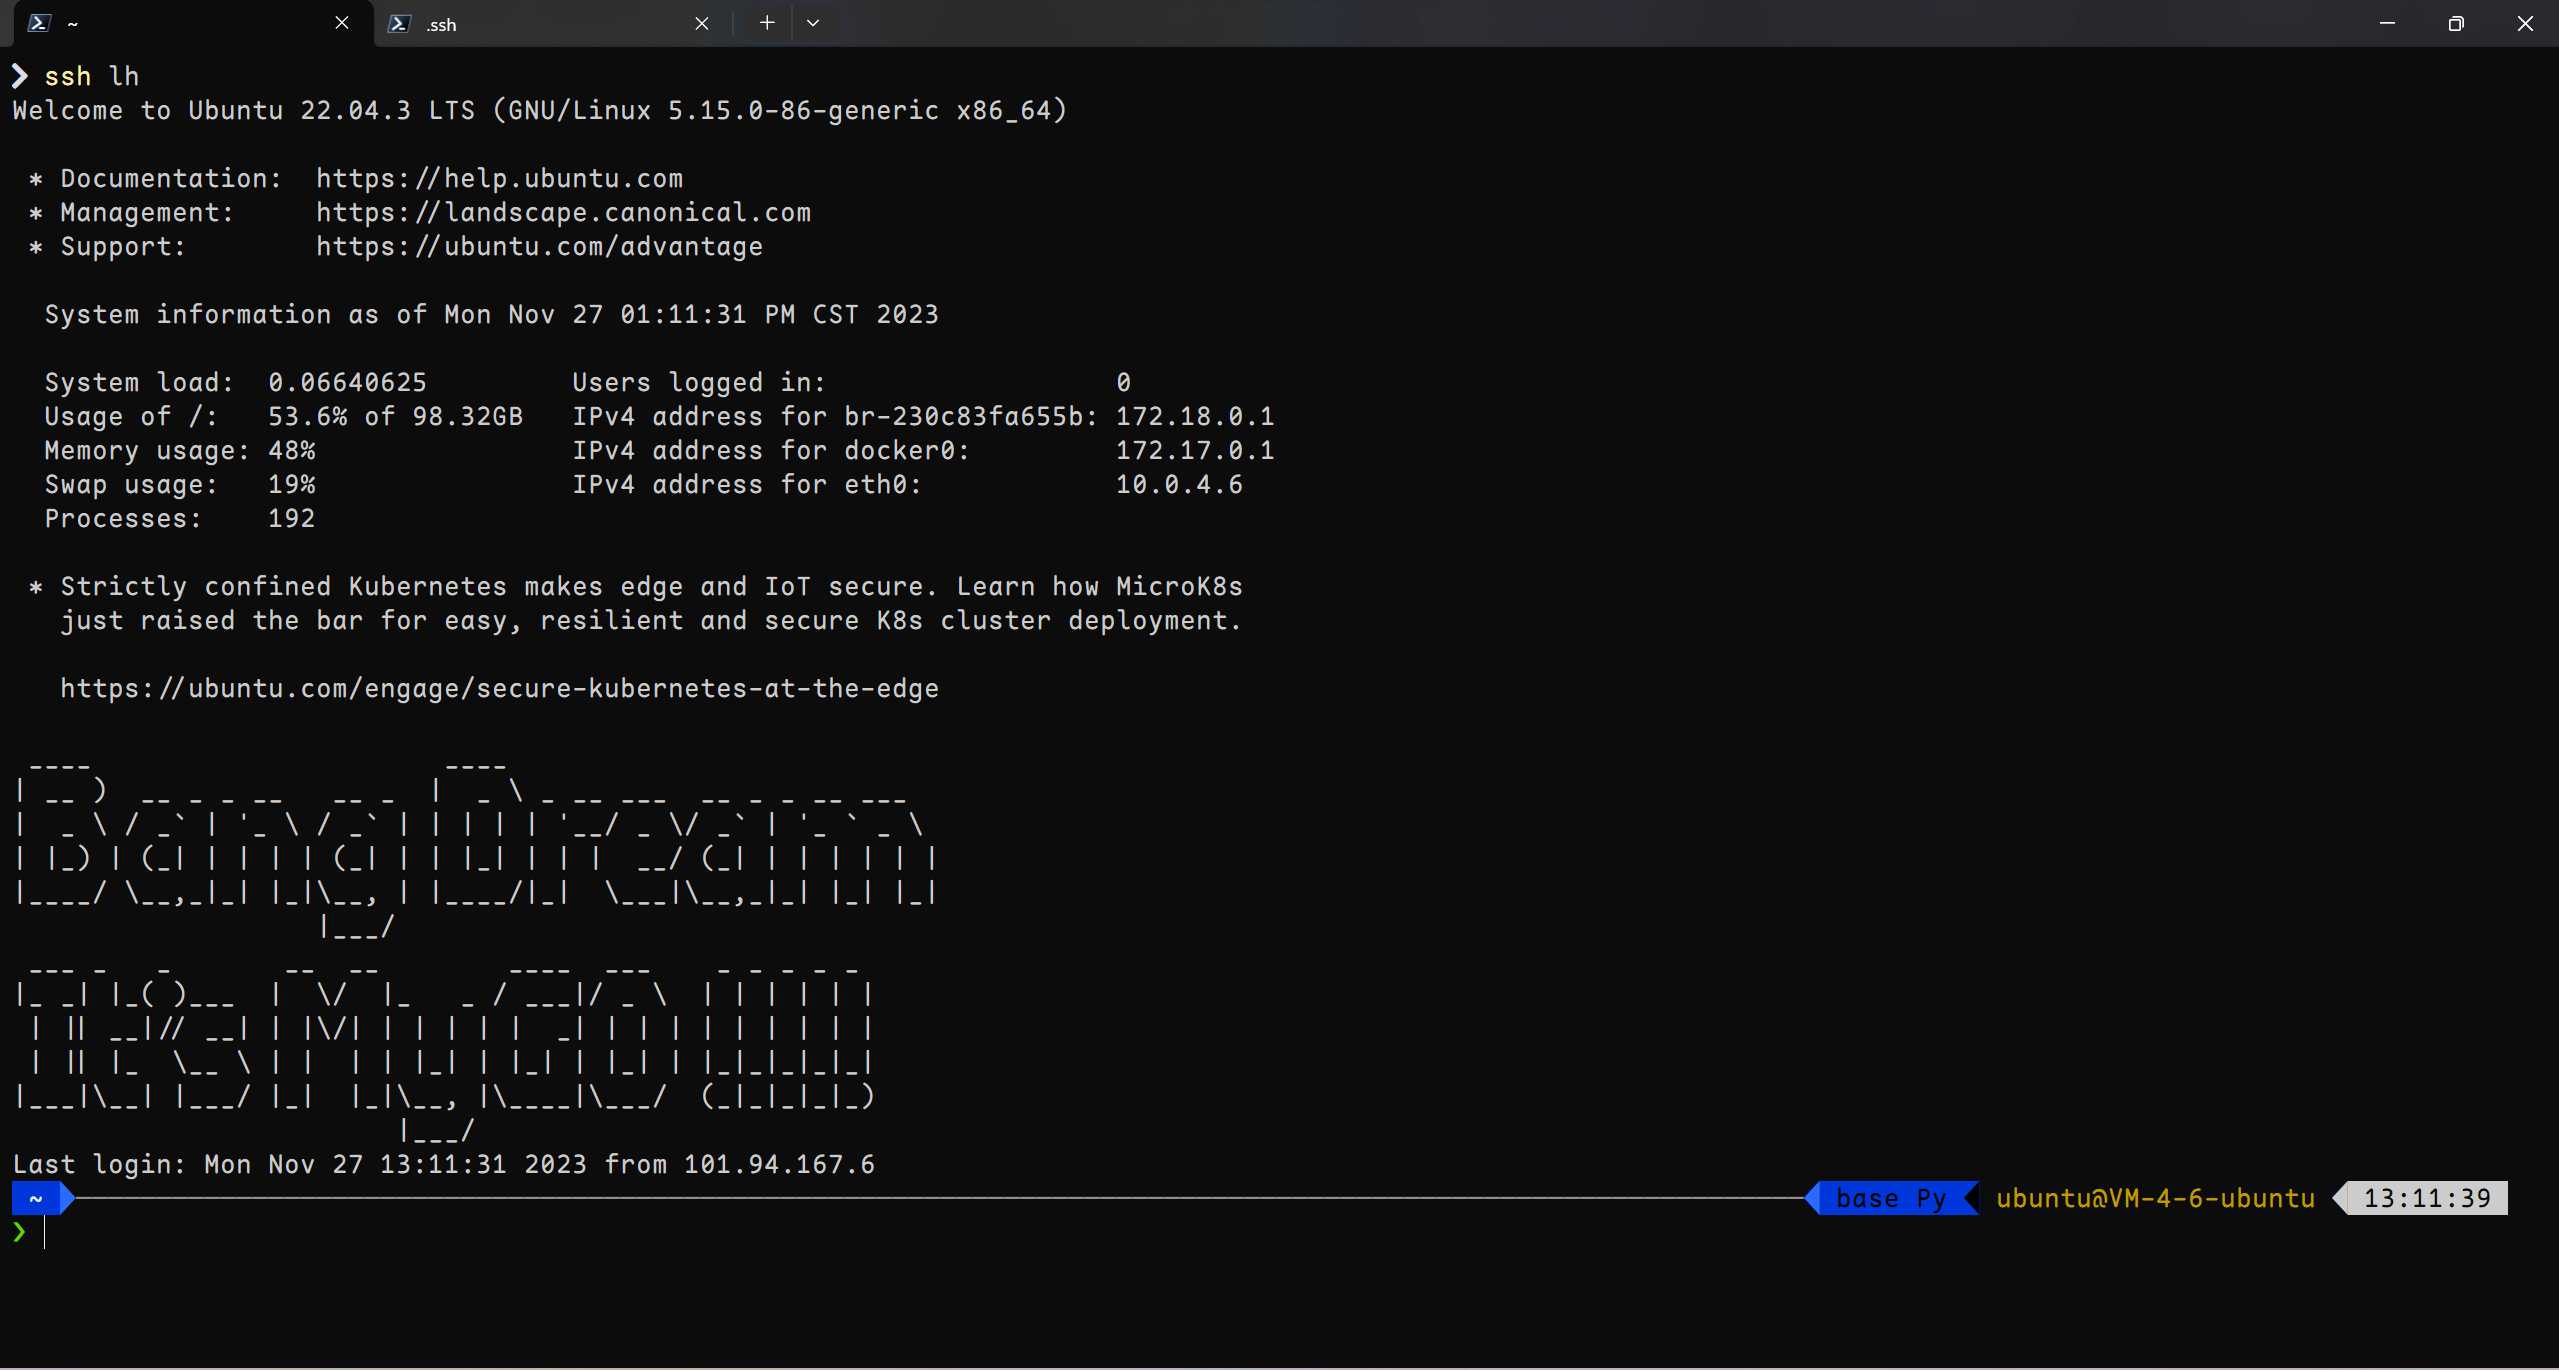 ~
.ssh
❯ ssh lh
Welcome to Ubuntu 22.04.3 LTS (GNU/Linux 5.15.0-86-generic x86_64)
* Documentation:  https://help.ubuntu.com
* Management:     https://landscape.canonical.com
* Support:        https://ubuntu.com/advantage
System information as of Mon Nov 27 01:11:31 PM CST 2023
System load:  0.06640625         Users logged in:                  0
Usage of /:   53.6% of 98.32GB   IPv4 address for br-230c83fa655b: 172.18.0.1
Memory usage: 48%                IPv4 address for docker0:         172.17.0.1
Swap usage:   19%                IPv4 address for eth0:            10.0.4.6
Processes:    192
* Strictly confined Kubernetes makes edge and IoT secure. Learn how MicroK8s
just raised the bar for easy, resilient and secure K8s cluster deployment.
https://ubuntu.com/engage/secure-kubernetes-at-the-edge
Bang Dream
It's MyGO !!!!!
Last login: Mon Nov 27 13:11:31 2023 from 101.94.167.6
~ base Py ubuntu@VM-4-6-ubuntu 13:11:39
❯